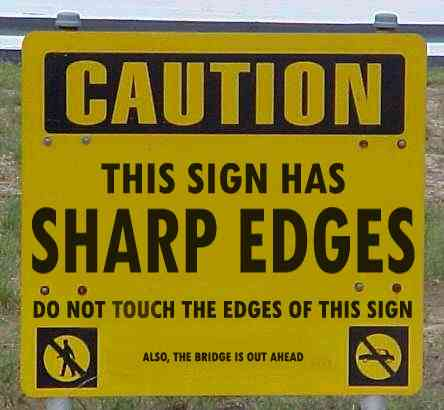 CAUTION
THIS SIGN HAS
SHARP EDGES
DO NOT TOUCH THE EDGES OF THIS SIGN
ALSO, THE BRIDGE IS OUT AHEAD